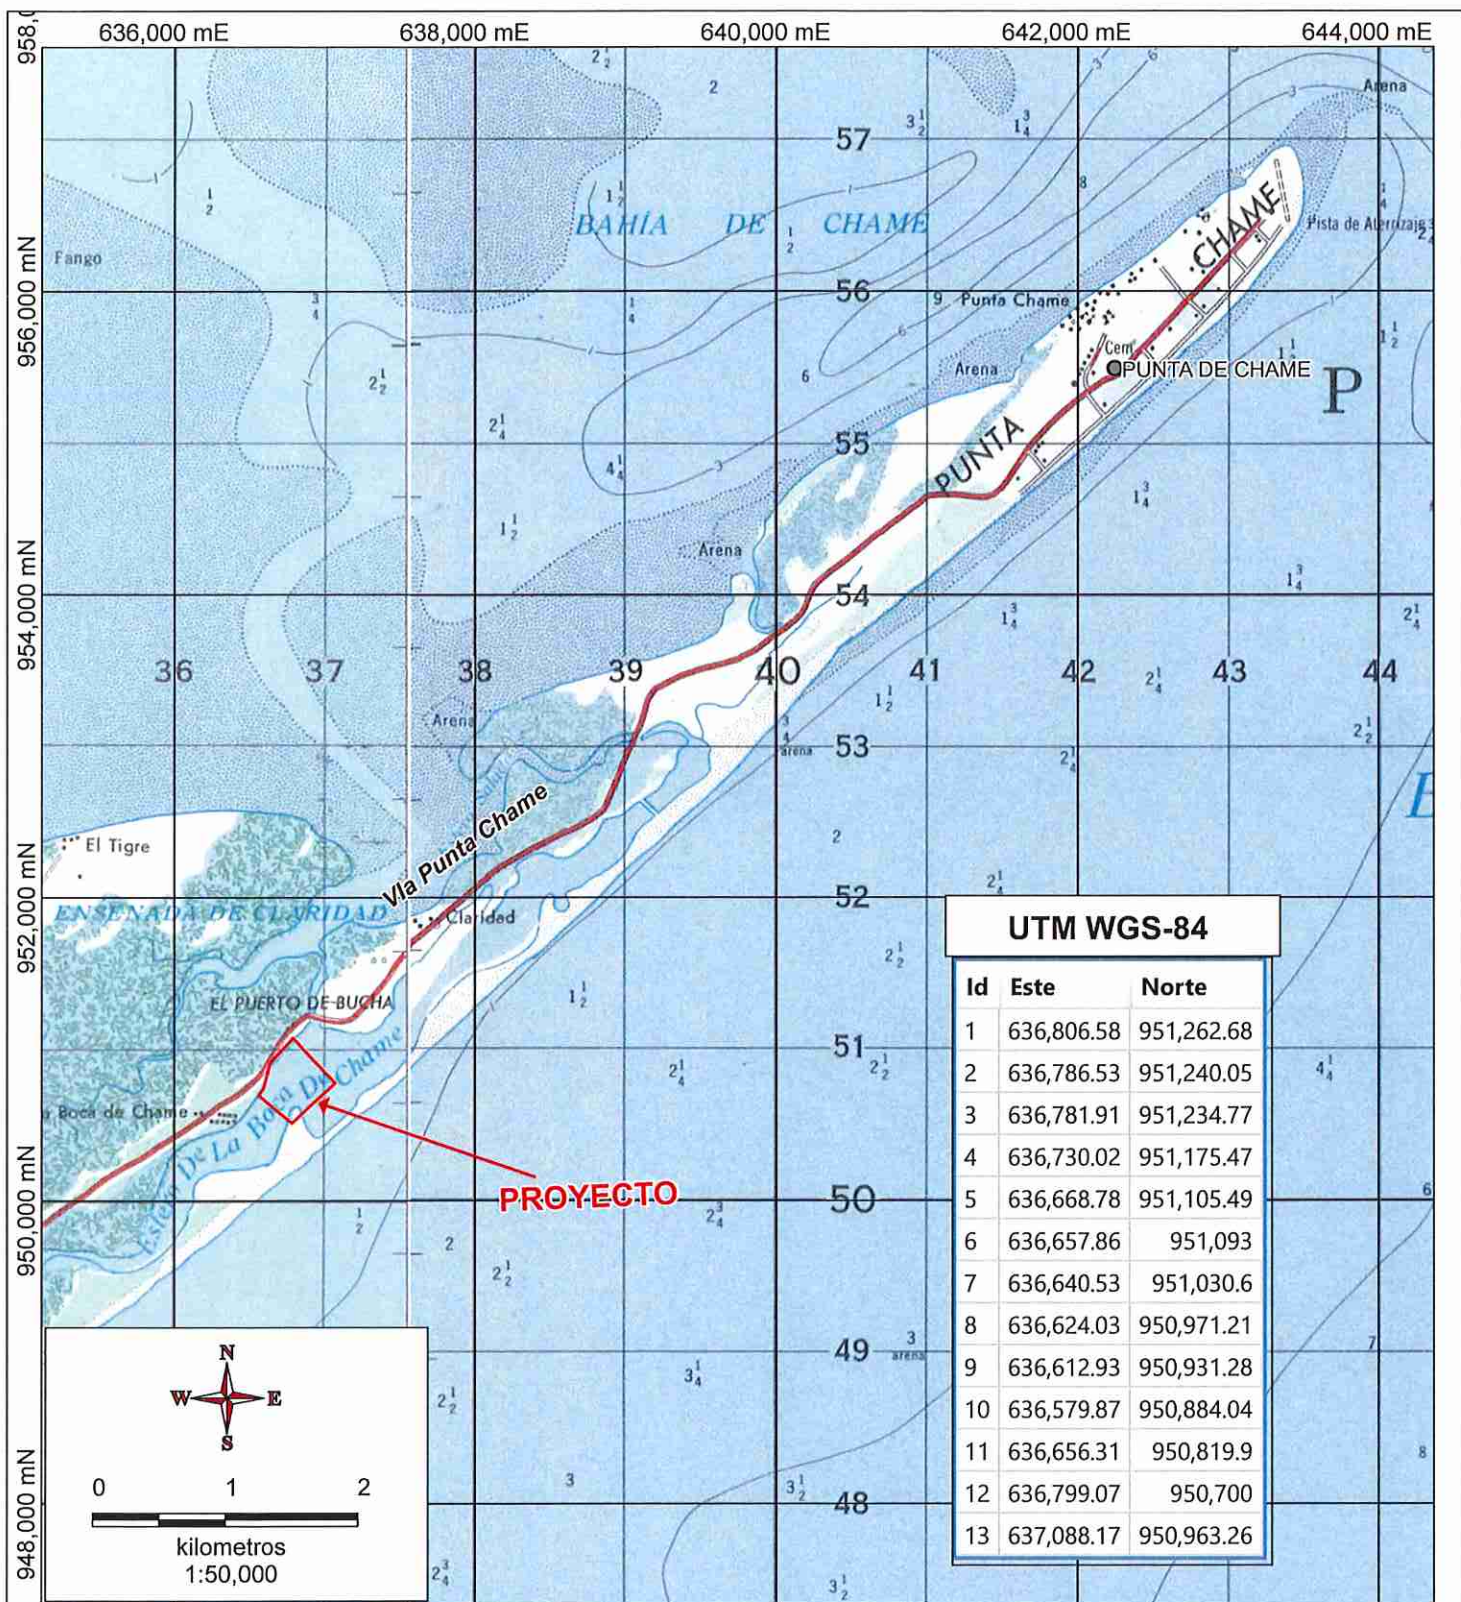 636,000 mE 638,000 mE 640,000 mE 642,000 mE 644,000 mE
958,0
956,000 mN
954,000 mN
952,000 mN
950,000 mN
948,000 mN
Arena
57
BAHÍA DE CHAME
Pista de Aterrizaje
CHAME
Fango
56
9 Punta Chame
Cem
PUNTA DE CHAME
Arena
P
55
PUNTA
Arena
54
36 37 38 39 40 41 42 43 44
Arena
53
arena
Vla Punta Chame
El Tigre
52
ENSENADA DE CLARIDAD
Claridad
EL PUERTO DE BUCHA
51
Boca de Chame
Estero De La Boca De Chame
PROYECTO
50
49
3
arena
48
UTM WGS-84
Id Este Norte
1 636,806.58 951,262.68
2 636,786.53 951,240.05
3 636,781.91 951,234.77
4 636,730.02 951,175.47
5 636,668.78 951,105.49
6 636,657.86 951,093
7 636,640.53 951,030.6
8 636,624.03 950,971.21
9 636,612.93 950,931.28
10 636,579.87 950,884.04
11 636,656.31 950,819.9
12 636,799.07 950,700
13 637,088.17 950,963.26
N
W E
S
0 1 2
kilometros
1:50,000